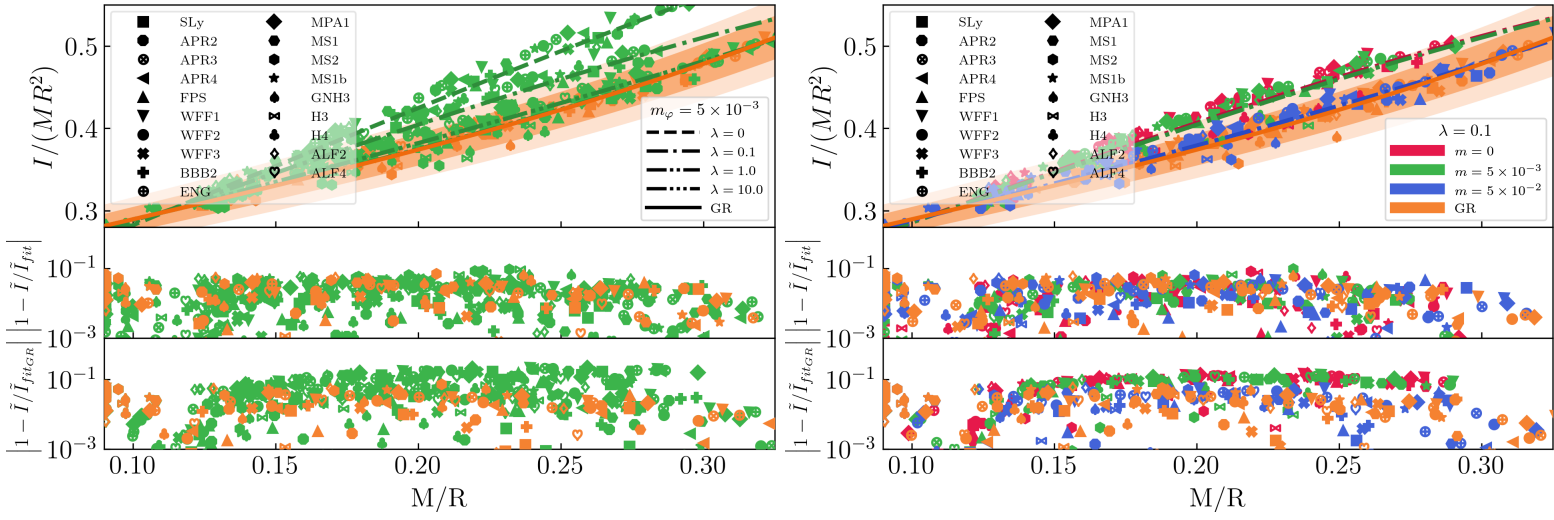 SLy MPA1
APR2 MS1
APR3 MS2
APR4 MS1b
FPS GNH3
WFF1 H3
WFF2 H4
WFF3 ALF2
BBB2 ALF4
ENG
m_φ = 5 × 10⁻³
λ = 0
λ = 0.1
λ = 1.0
λ = 10.0
GR
I/(MR²)
0.5
0.4
0.3
|1 − Ĩ/Ĩ_fit|
10⁻¹
10⁻³
|1 − Ĩ/Ĩ_fitGR|
10⁻¹
10⁻³
0.10 0.15 0.20 0.25 0.30
M/R
SLy MPA1
APR2 MS1
APR3 MS2
APR4 MS1b
FPS GNH3
WFF1 H3
WFF2 H4
WFF3 ALF2
BBB2 ALF4
ENG
λ = 0.1
m = 0
m = 5 × 10⁻³
m = 5 × 10⁻²
GR
I/(MR²)
0.5
0.4
0.3
|1 − Ĩ/Ĩ_fit|
10⁻¹
10⁻³
|1 − Ĩ/Ĩ_fitGR|
10⁻¹
10⁻³
0.10 0.15 0.20 0.25 0.30
M/R